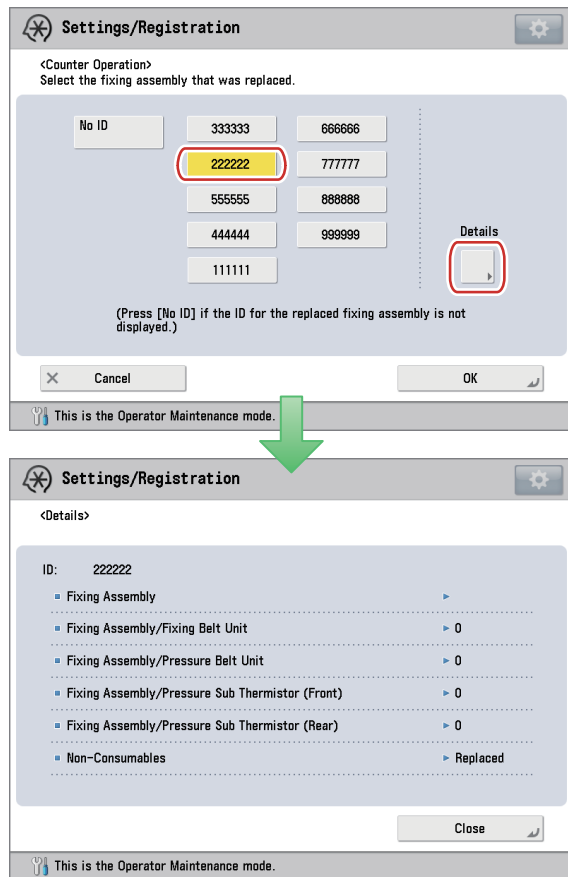 Settings/Registration
<Counter Operation>
Select the fixing assembly that was replaced.
No ID
333333
666666
222222
777777
555555
888888
444444
999999
111111
Details
(Press [No ID] if the ID for the replaced fixing assembly is not
displayed.)
Cancel
OK
This is the Operator Maintenance mode.
Settings/Registration
<Details>
ID: 222222
Fixing Assembly
Fixing Assembly/Fixing Belt Unit 0
Fixing Assembly/Pressure Belt Unit 0
Fixing Assembly/Pressure Sub Thermistor (Front) 0
Fixing Assembly/Pressure Sub Thermistor (Rear) 0
Non-Consumables Replaced
Close
This is the Operator Maintenance mode.